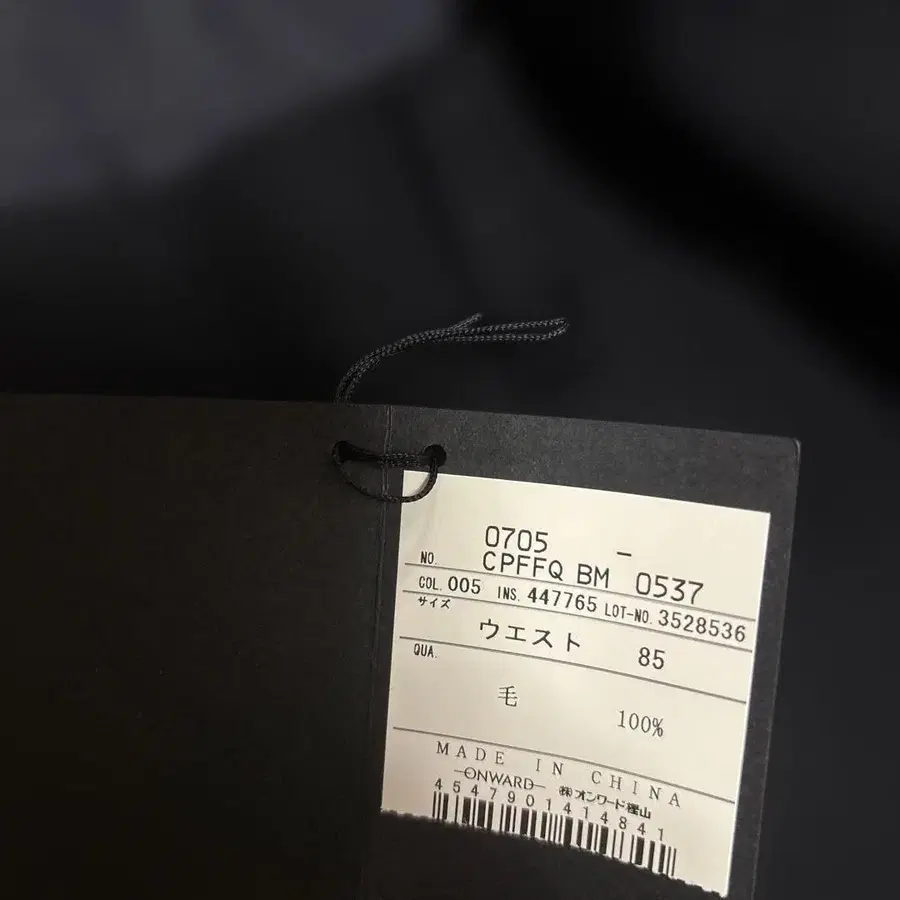 0705 -
NO. CPFFQ BM 0537
COL. 005 INS. 447765 LOT-NO. 3528536
サイズ
ウエスト 85
QUA.
毛 100%
MADE IN CHINA
ONWARD ㈱オンワード樫山
4547901414841